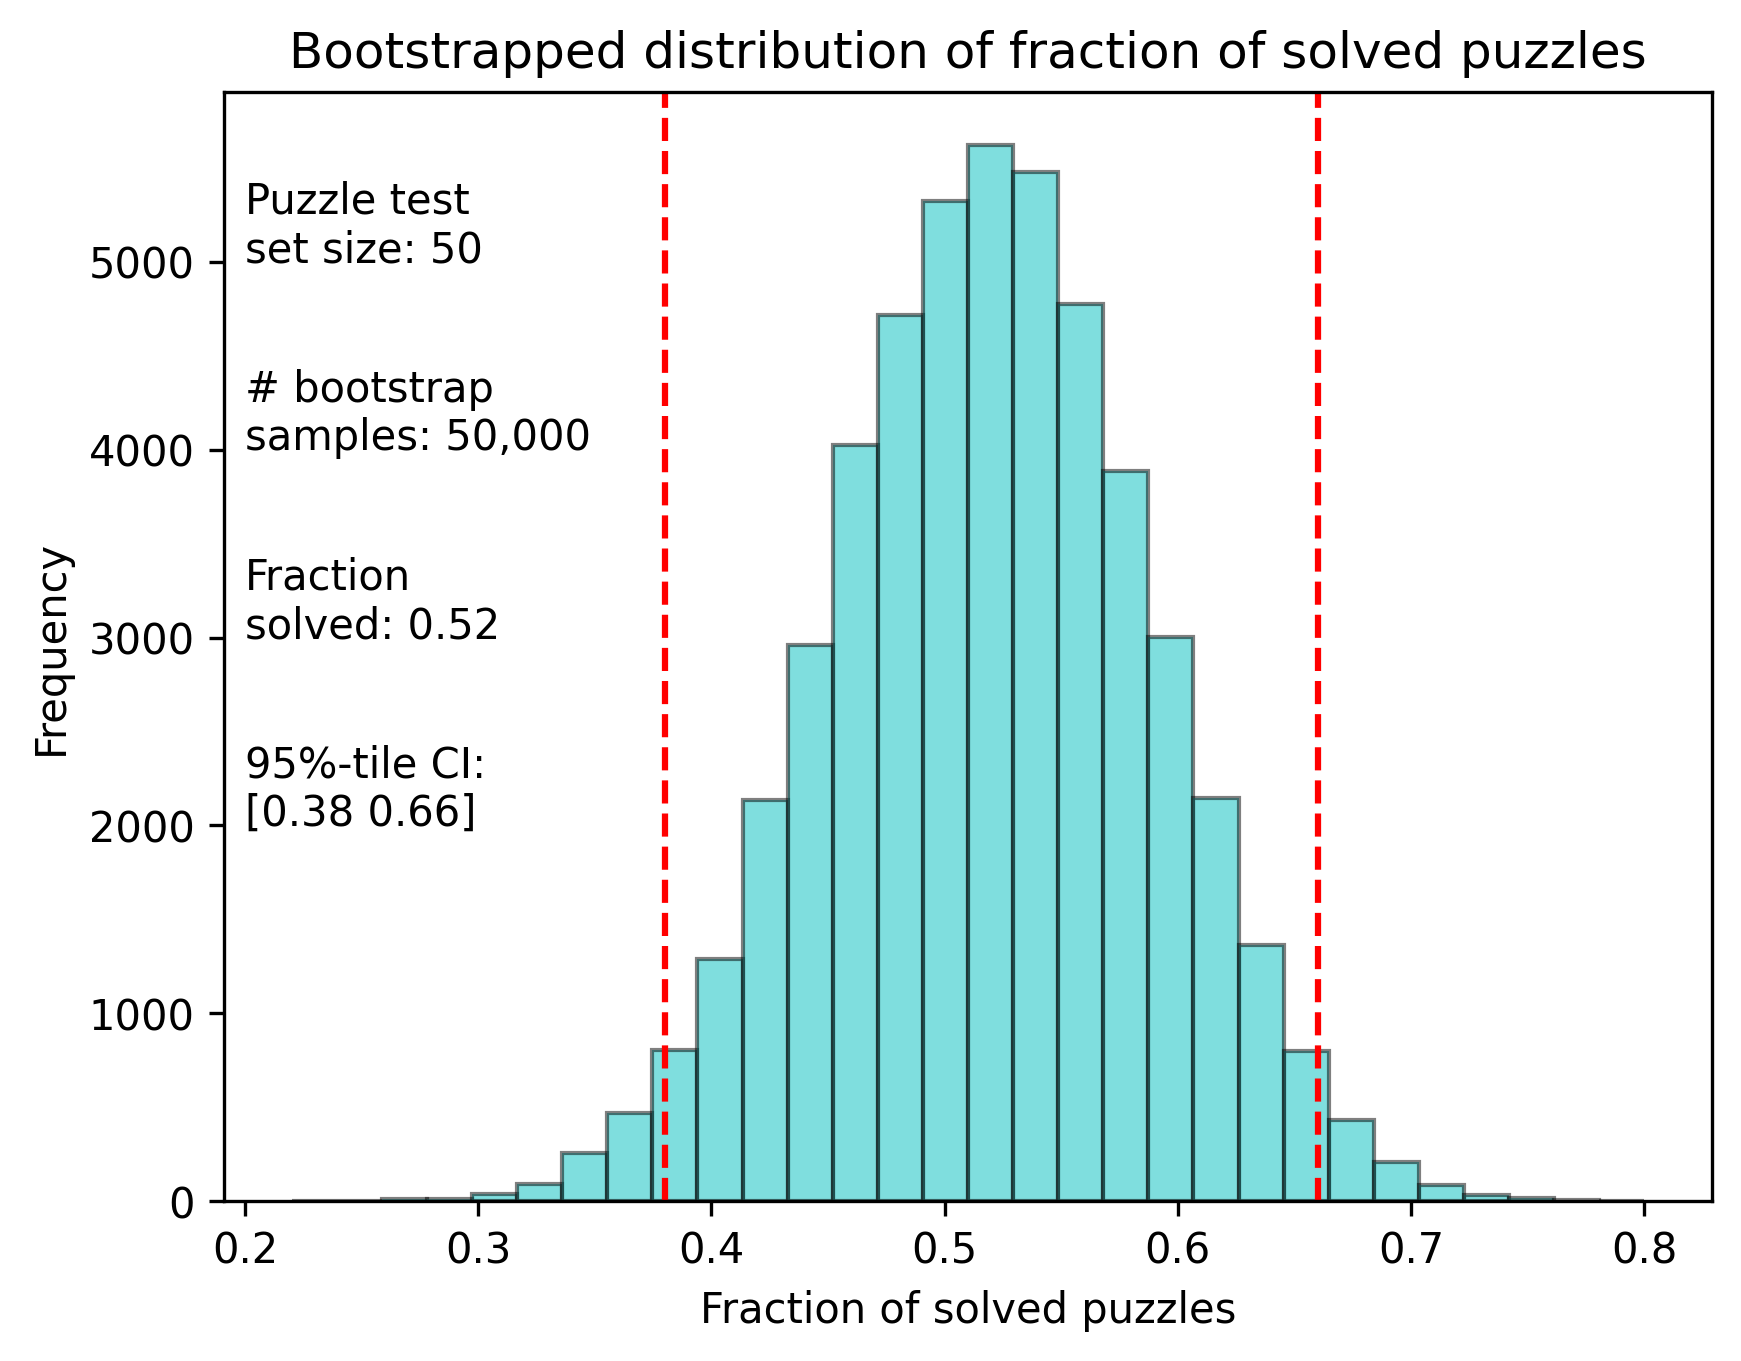 Bootstrapped distribution of fraction of solved puzzles
Puzzle test
set size: 50
# bootstrap
samples: 50,000
Fraction
solved: 0.52
95%-tile CI:
[0.38 0.66]
Frequency
5000
4000
3000
2000
1000
0
0.2 0.3 0.4 0.5 0.6 0.7 0.8
Fraction of solved puzzles